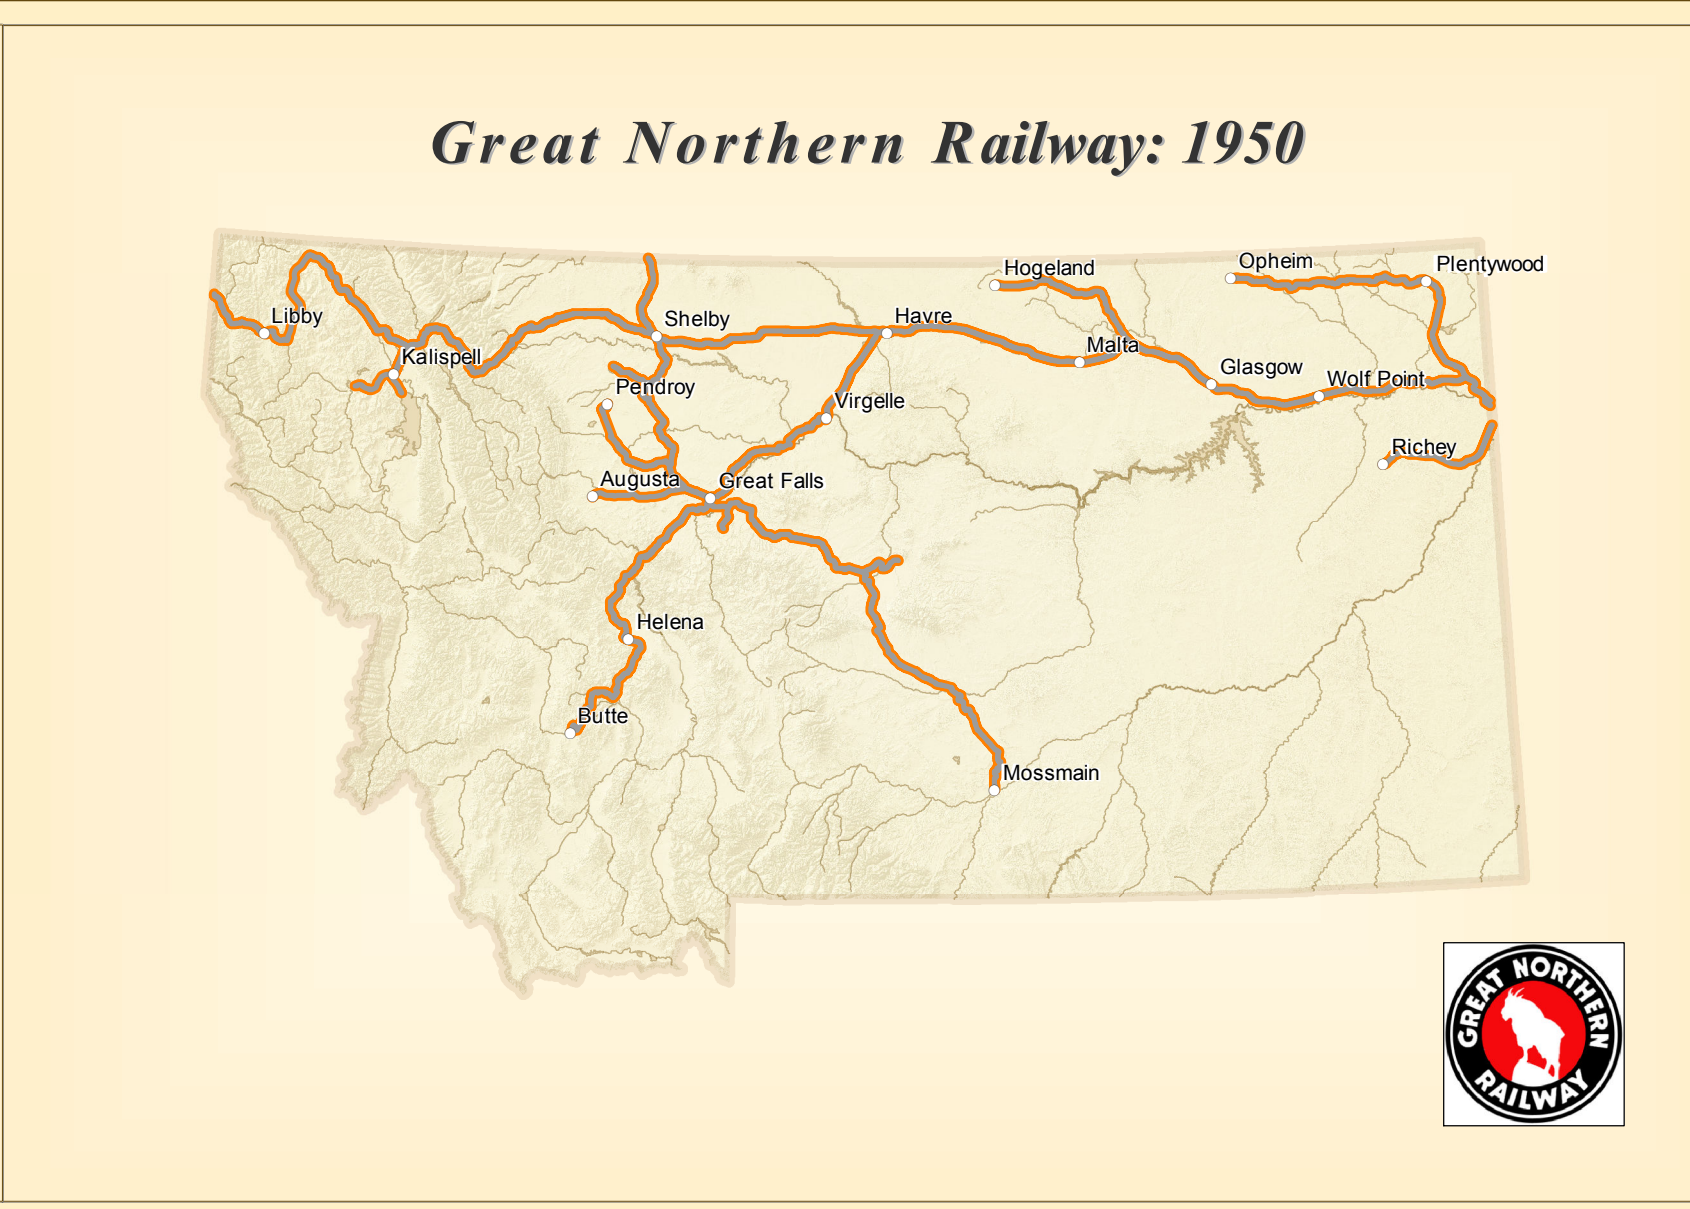 Great Northern Railway: 1950
Hogeland
Opheim
Plentywood
Libby
Shelby
Havre
Malta
Kalispell
Glasgow
Wolf Point
Pendroy
Virgelle
Richey
Augusta
Great Falls
Helena
Butte
Mossmain
GREAT NORTHERN
RAILWAY